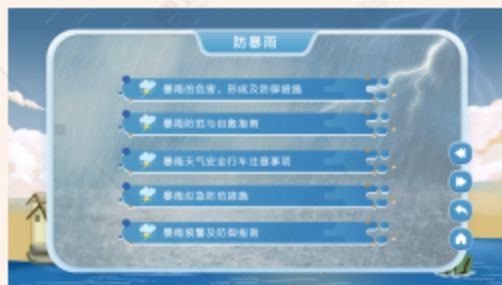 防暴雨
暴雨的危害、形成及防御措施
暴雨防范与自救指南
暴雨天气安全行车注意事项
暴雨应急防范措施
暴雨预警及防御指南